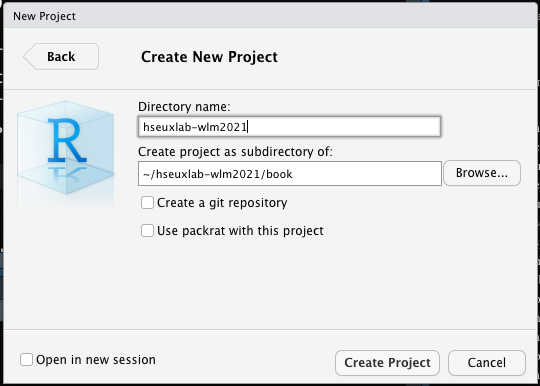 New Project
Back
Create New Project
R
Directory name:
hseuxlab-wlm2021
Create project as subdirectory of:
~/hseuxlab-wlm2021/book
Browse...
Create a git repository
Use packrat with this project
Open in new session
Create Project
Cancel